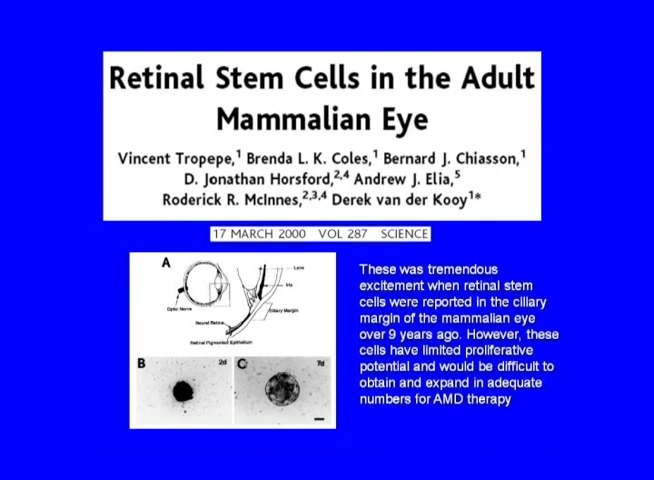 Retinal Stem Cells in the Adult
Mammalian Eye
Vincent Tropepe,¹ Brenda L. K. Coles,¹ Bernard J. Chiasson,¹
D. Jonathan Horsford,²,⁴ Andrew J. Elia,⁵
Roderick R. McInnes,²,³,⁴ Derek van der Kooy¹*
17 MARCH 2000 VOL 287 SCIENCE
A
Lens
Iris
Optic Nerve
Ciliary Margin
Neural Retina
Retinal Pigmented Epithelium
B 2d C 7d
These was tremendous
excitement when retinal stem
cells were reported in the ciliary
margin of the mammalian eye
over 9 years ago. However, these
cells have limited proliferative
potential and would be difficult to
obtain and expand in adequate
numbers for AMD therapy